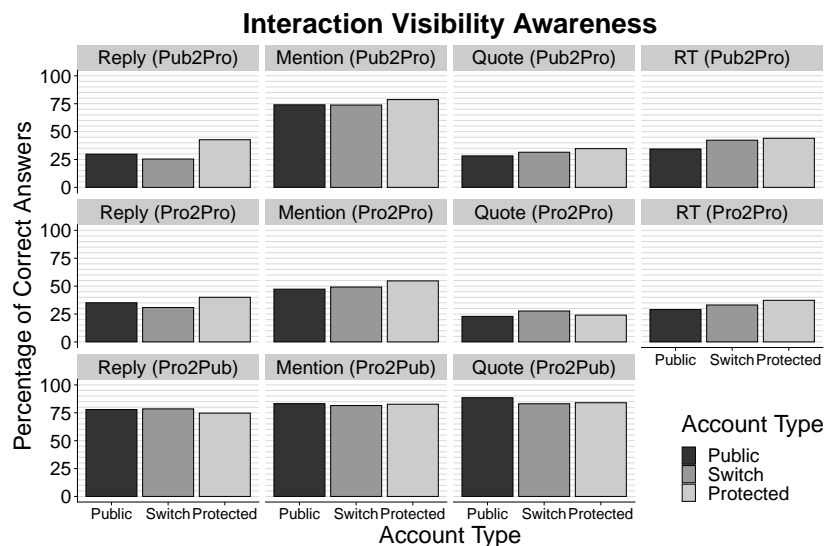 Interaction Visibility Awareness
Reply (Pub2Pro) Mention (Pub2Pro) Quote (Pub2Pro) RT (Pub2Pro)
100
75
50
25
0
Reply (Pro2Pro) Mention (Pro2Pro) Quote (Pro2Pro) RT (Pro2Pro)
100
75
50
25
0
Public Switch Protected
Reply (Pro2Pub) Mention (Pro2Pub) Quote (Pro2Pub)
100
75
50
25
0
Public Switch Protected Public Switch Protected Public Switch Protected
Percentage of Correct Answers
Account Type
Account Type
Public
Switch
Protected